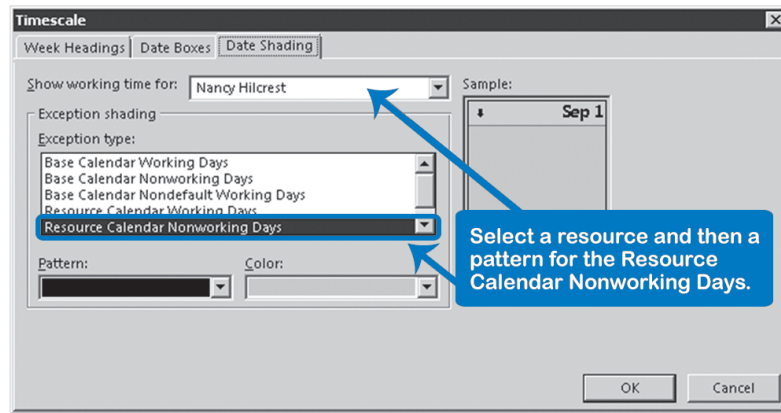 Timescale
Week Headings Date Boxes Date Shading
Show working time for: Nancy Hilcrest Sample:
Exception shading
Sep 1
Exception type:
Base Calendar Working Days
Base Calendar Nonworking Days
Base Calendar Nondefault Working Days
Resource Calendar Working Days
Resource Calendar Nonworking Days
Select a resource and then a
pattern for the Resource
Calendar Nonworking Days.
Pattern: Color:
OK Cancel